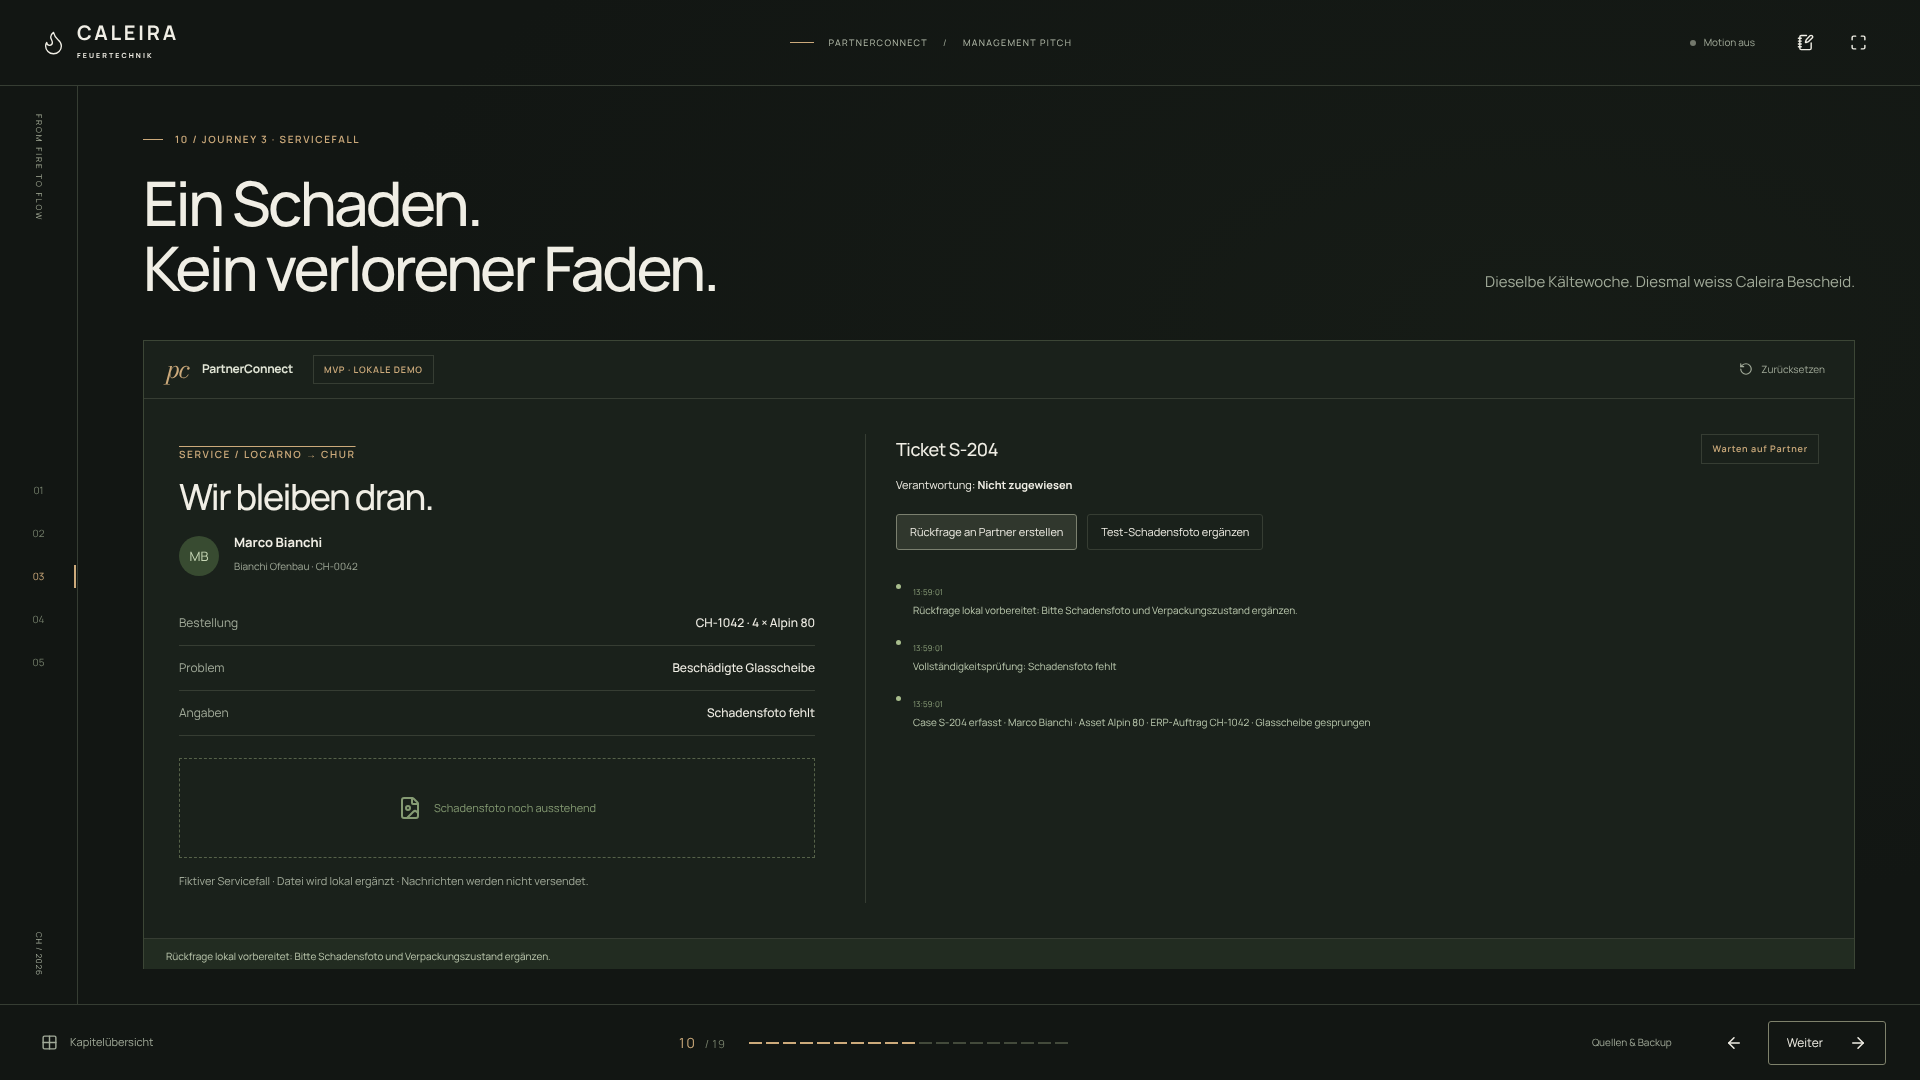 CALEIRA
FEUERTECHNIK
PARTNERCONNECT / MANAGEMENT PITCH
Motion aus
FROM FIRE TO FLOW
10 / JOURNEY 3 · SERVICEFALL
Ein Schaden.
Kein verlorener Faden.
Dieselbe Kältewoche. Diesmal weiss Caleira Bescheid.
pc PartnerConnect
MVP · LOKALE DEMO
Zurücksetzen
SERVICE / LOCARNO → CHUR
Wir bleiben dran.
MB
Marco Bianchi
Bianchi Ofenbau · CH-0042
Bestellung CH-1042 · 4 × Alpin 80
Problem Beschädigte Glasscheibe
Angaben Schadensfoto fehlt
Schadensfoto noch ausstehend
Fiktiver Servicefall · Datei wird lokal ergänzt · Nachrichten werden nicht versendet.
Ticket S-204
Warten auf Partner
Verantwortung: Nicht zugewiesen
Rückfrage an Partner erstellen
Test-Schadensfoto ergänzen
13:59:01
Rückfrage lokal vorbereitet: Bitte Schadensfoto und Verpackungszustand ergänzen.
13:59:01
Vollständigkeitsprüfung: Schadensfoto fehlt
13:59:01
Case S-204 erfasst · Marco Bianchi · Asset Alpin 80 · ERP-Auftrag CH-1042 · Glasscheibe gesprungen
Rückfrage lokal vorbereitet: Bitte Schadensfoto und Verpackungszustand ergänzen.
01
02
03
04
05
CH / 2026
Kapitelübersicht
10 / 19
Quellen & Backup
Weiter